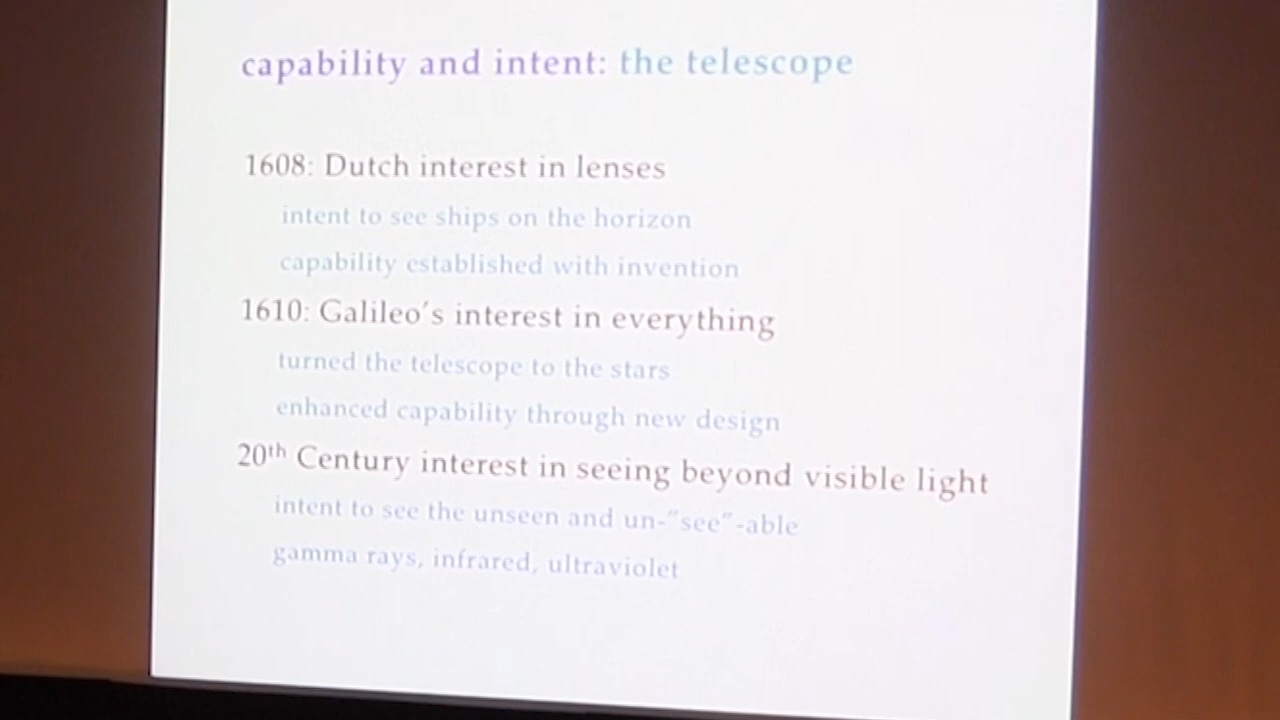 capability and intent: the telescope
1608: Dutch interest in lenses
intent to see ships on the horizon
capability established with invention
1610: Galileo's interest in everything
turned the telescope to the stars
enhanced capability through new design
20th Century interest in seeing beyond visible light
intent to see the unseen and un-"see"-able
gamma rays, infrared, ultraviolet